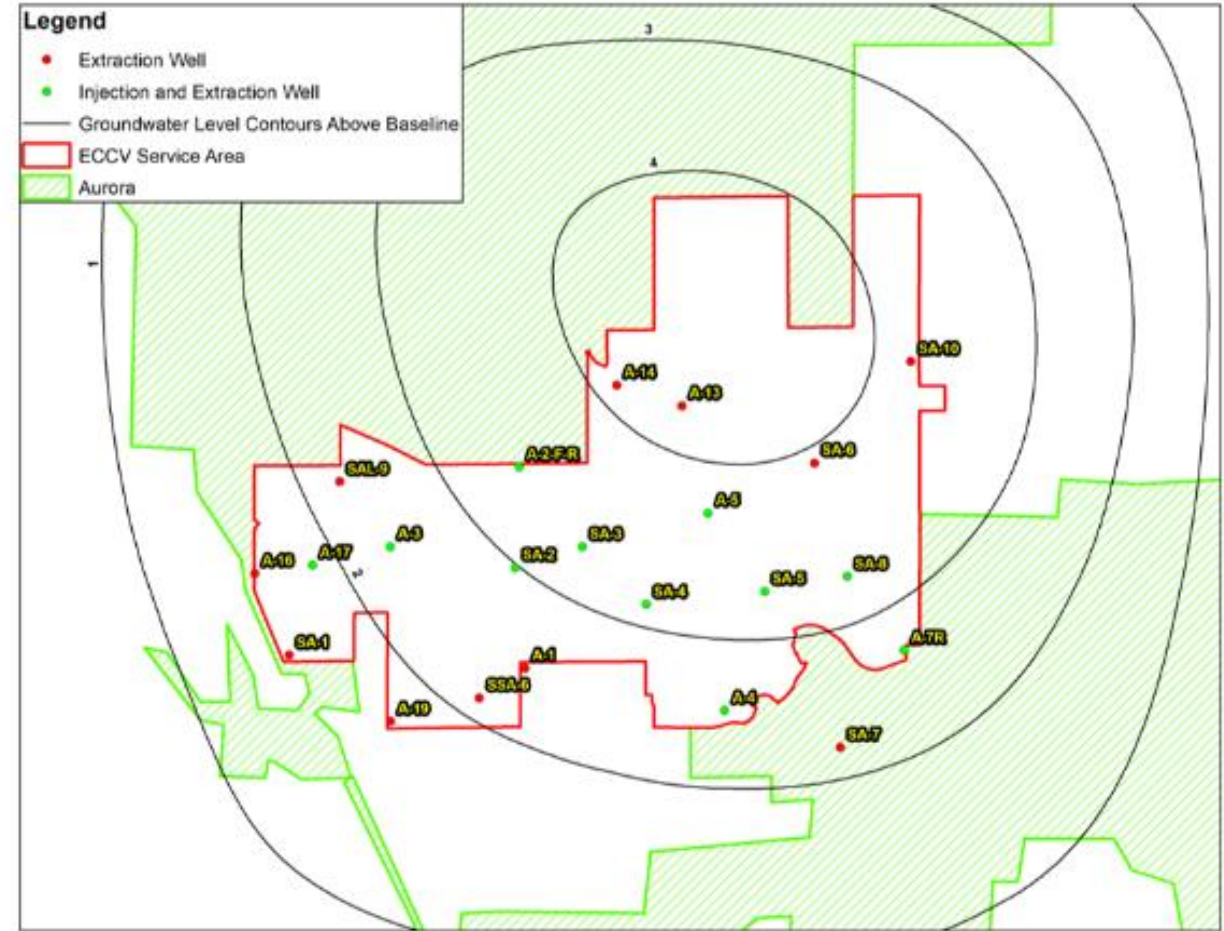 Legend
Extraction Well
Injection and Extraction Well
Groundwater Level Contours Above Baseline
ECCV Service Area
Aurora
3
4
1
SA-10
A-14
A-13
A-2-F-R
SA-6
SAL-9
A-5
A-3
SA-3
A-17
A-16
SA-2
2
SA-8
SA-5
SA-4
SA-1
A-7R
A-1
SSA-6
A-4
A-19
SA-7